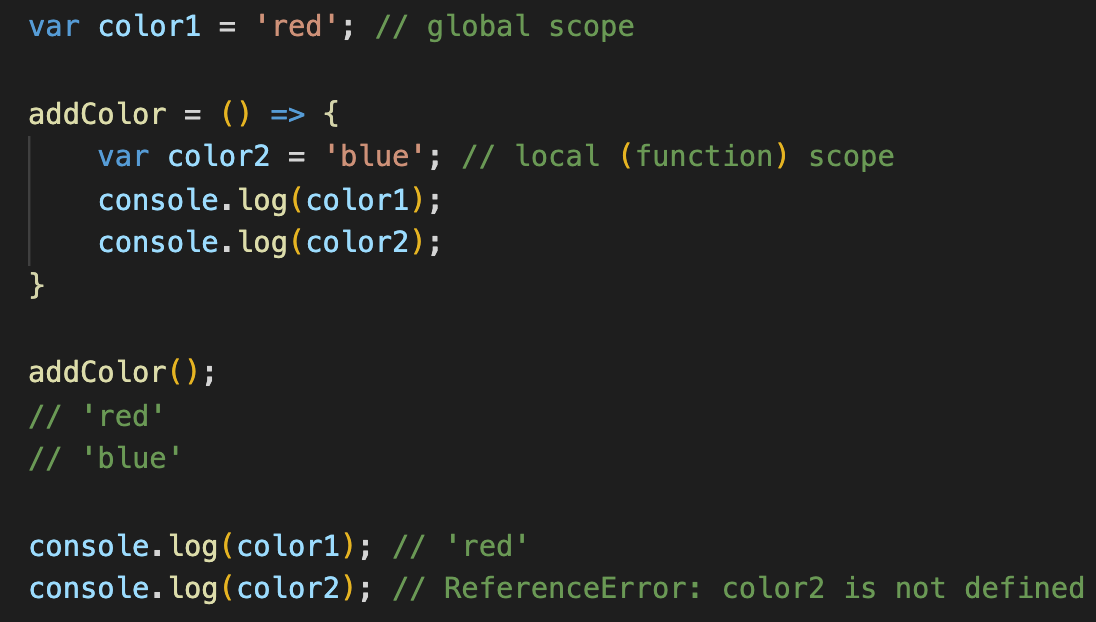 var color1 = 'red'; // global scope
addColor = () => {
var color2 = 'blue'; // local (function) scope
console.log(color1);
console.log(color2);
}
addColor();
// 'red'
// 'blue'
console.log(color1); // 'red'
console.log(color2); // ReferenceError: color2 is not defined